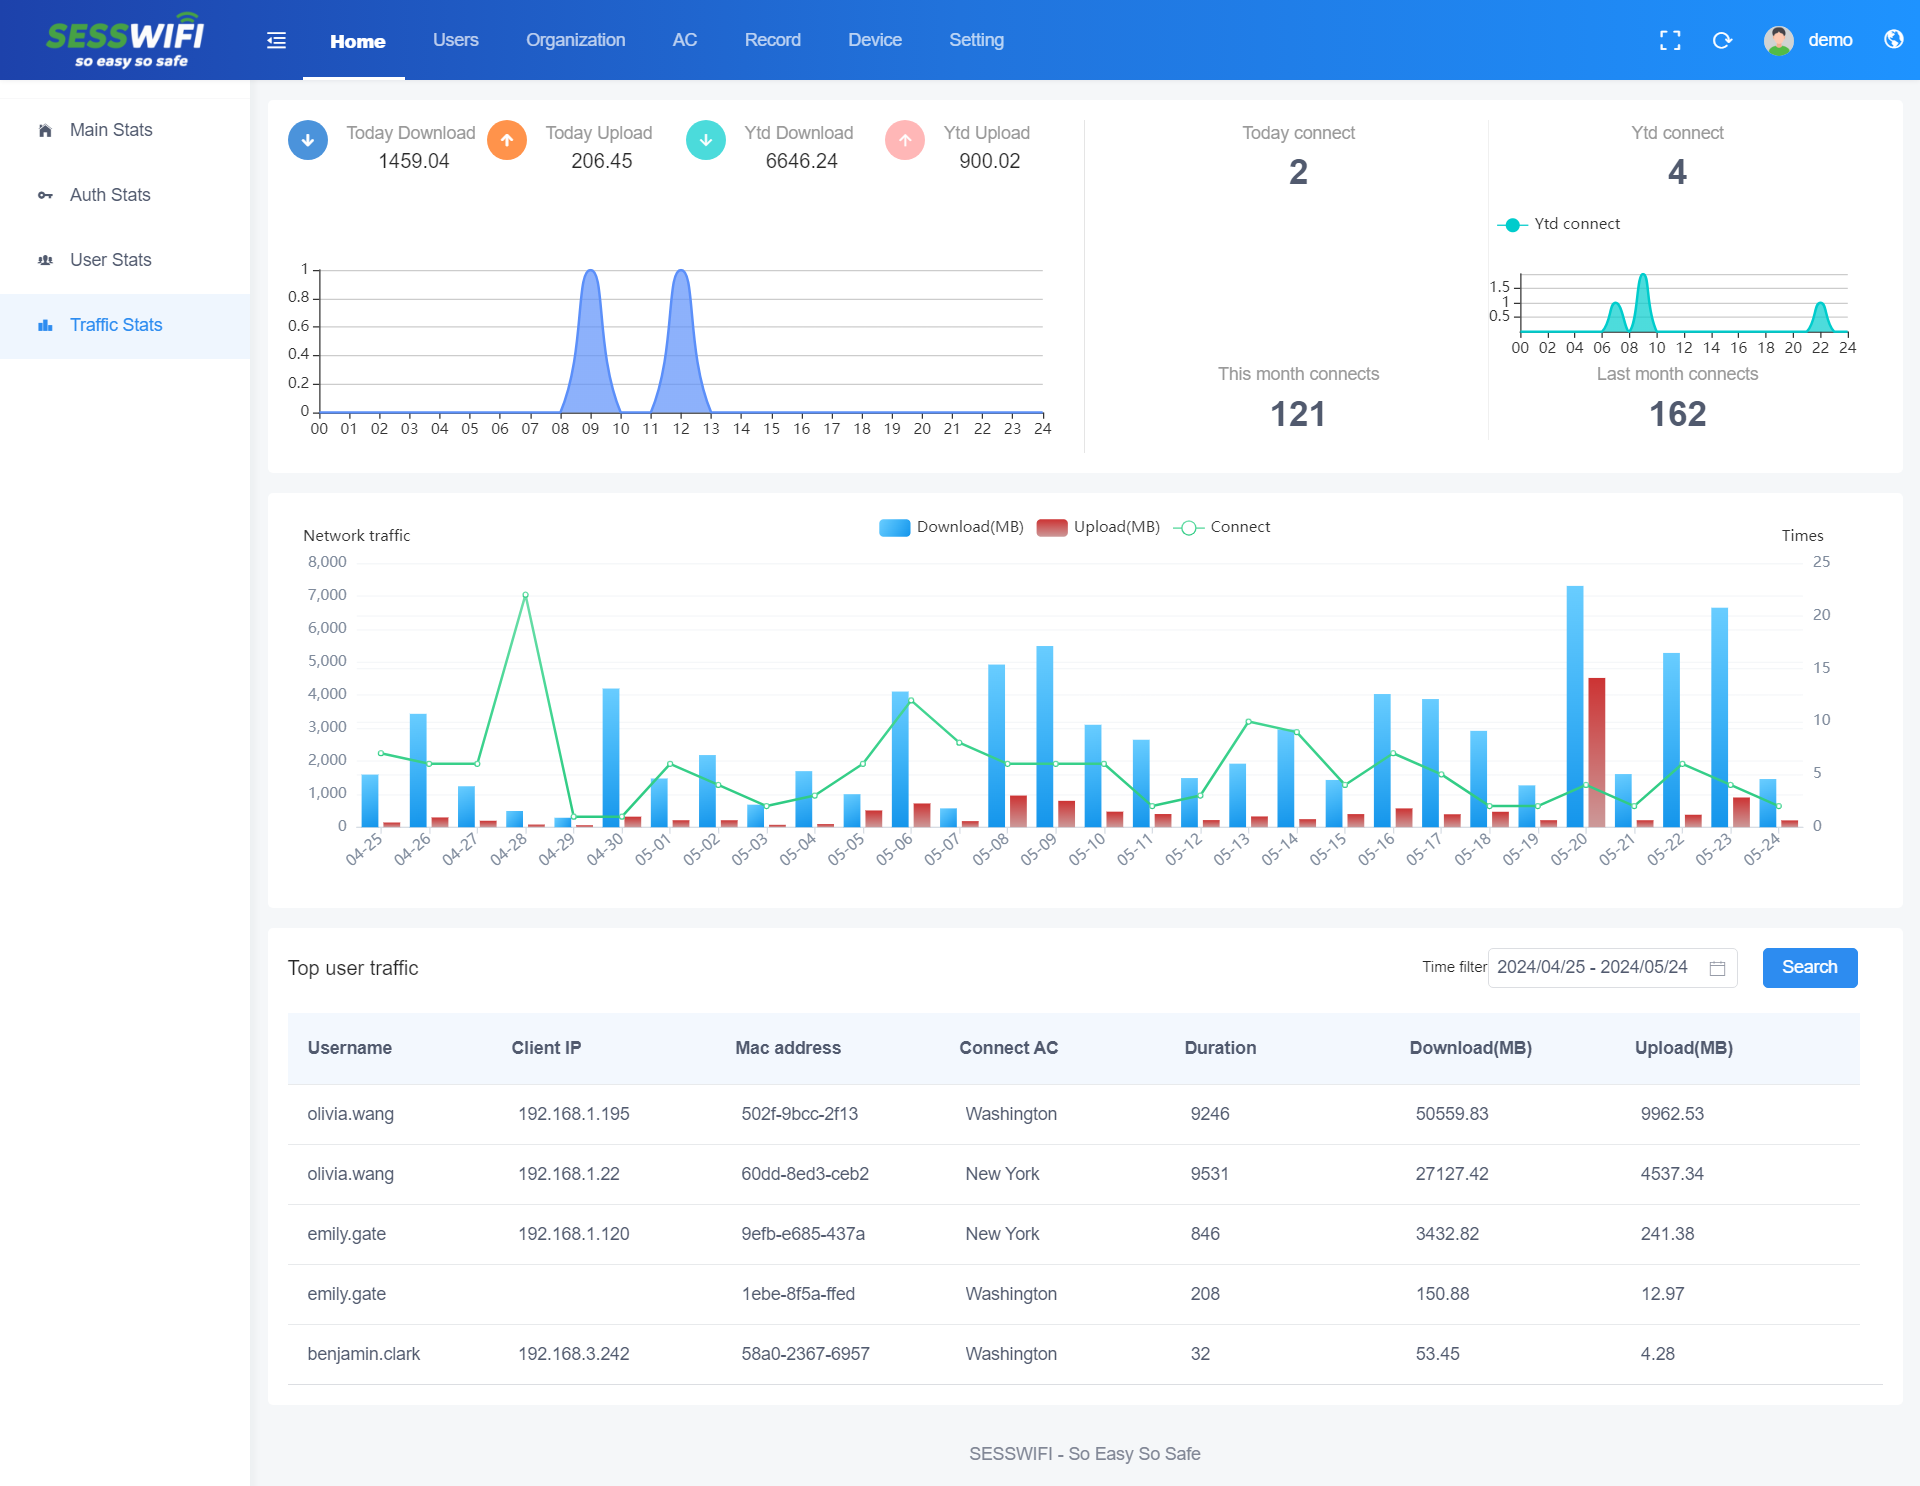 SESSWIFI
so easy so safe
Home
Users
Organization
AC
Record
Device
Setting
demo
Main Stats
Auth Stats
User Stats
Traffic Stats
Today Download
1459.04
Today Upload
206.45
Ytd Download
6646.24
Ytd Upload
900.02
1
0.8
0.6
0.4
0.2
0
00 01 02 03 04 05 06 07 08 09 10 11 12 13 14 15 16 17 18 19 20 21 22 23 24
Today connect
2
Ytd connect
4
Ytd connect
1.5
1
0.5
00 02 04 06 08 10 12 14 16 18 20 22 24
This month connects
121
Last month connects
162
Download(MB) Upload(MB) Connect
Network traffic
Times
8,000
7,000
6,000
5,000
4,000
3,000
2,000
1,000
0
25
20
15
10
5
0
04-25 04-26 04-27 04-28 04-29 04-30 05-01 05-02 05-03 05-04 05-05 05-06 05-07 05-08 05-09 05-10 05-11 05-12 05-13 05-14 05-15 05-16 05-17 05-18 05-19 05-20 05-21 05-22 05-23 05-24
Top user traffic
Time filter 2024/04/25 - 2024/05/24 Search
Username Client IP Mac address Connect AC Duration Download(MB) Upload(MB)
olivia.wang 192.168.1.195 502f-9bcc-2f13 Washington 9246 50559.83 9962.53
olivia.wang 192.168.1.22 60dd-8ed3-ceb2 New York 9531 27127.42 4537.34
emily.gate 192.168.1.120 9efb-e685-437a New York 846 3432.82 241.38
emily.gate 1ebe-8f5a-ffed Washington 208 150.88 12.97
benjamin.clark 192.168.3.242 58a0-2367-6957 Washington 32 53.45 4.28
SESSWIFI - So Easy So Safe